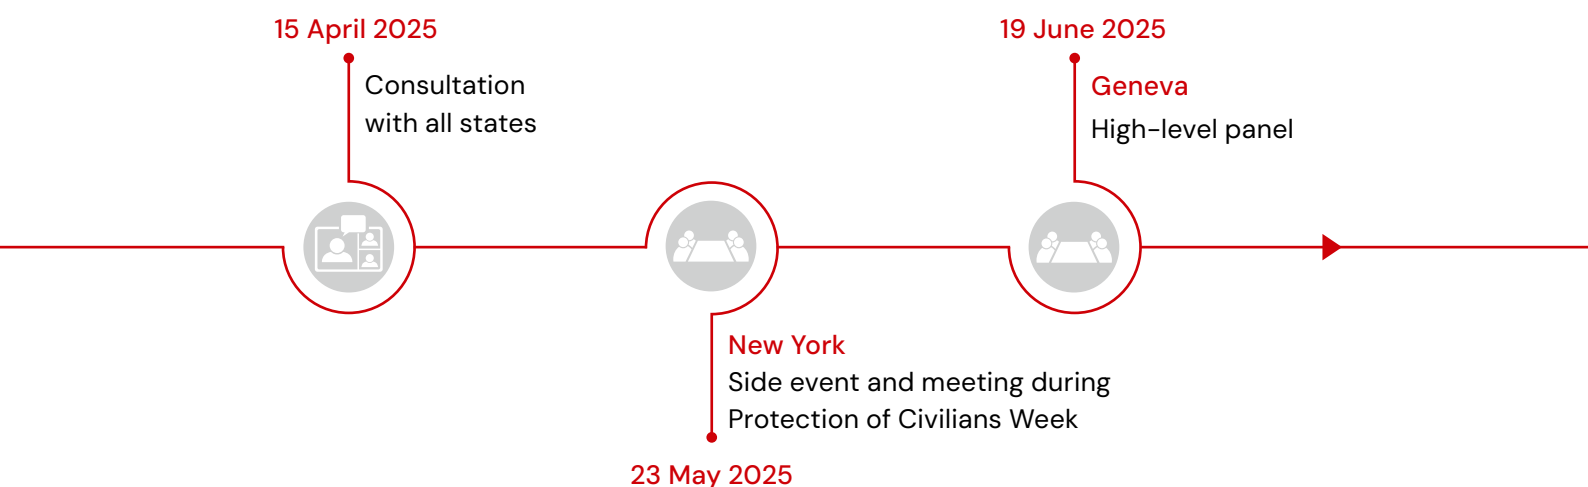 15 April 2025
Consultation
with all states
New York
Side event and meeting during
Protection of Civilians Week
23 May 2025
19 June 2025
Geneva
High-level panel